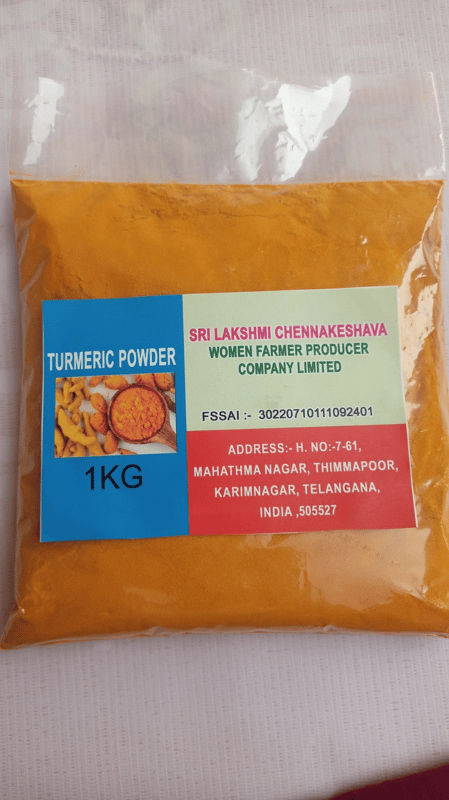 TURMERIC POWDER
1KG
SRI LAKSHMI CHENNAKESHAVA
WOMEN FARMER PRODUCER
COMPANY LIMITED
FSSAI :- 30220710111092401
ADDRESS:- H. NO:-7-61,
MAHATHMA NAGAR, THIMMAPOOR,
KARIMNAGAR, TELANGANA,
INDIA ,505527